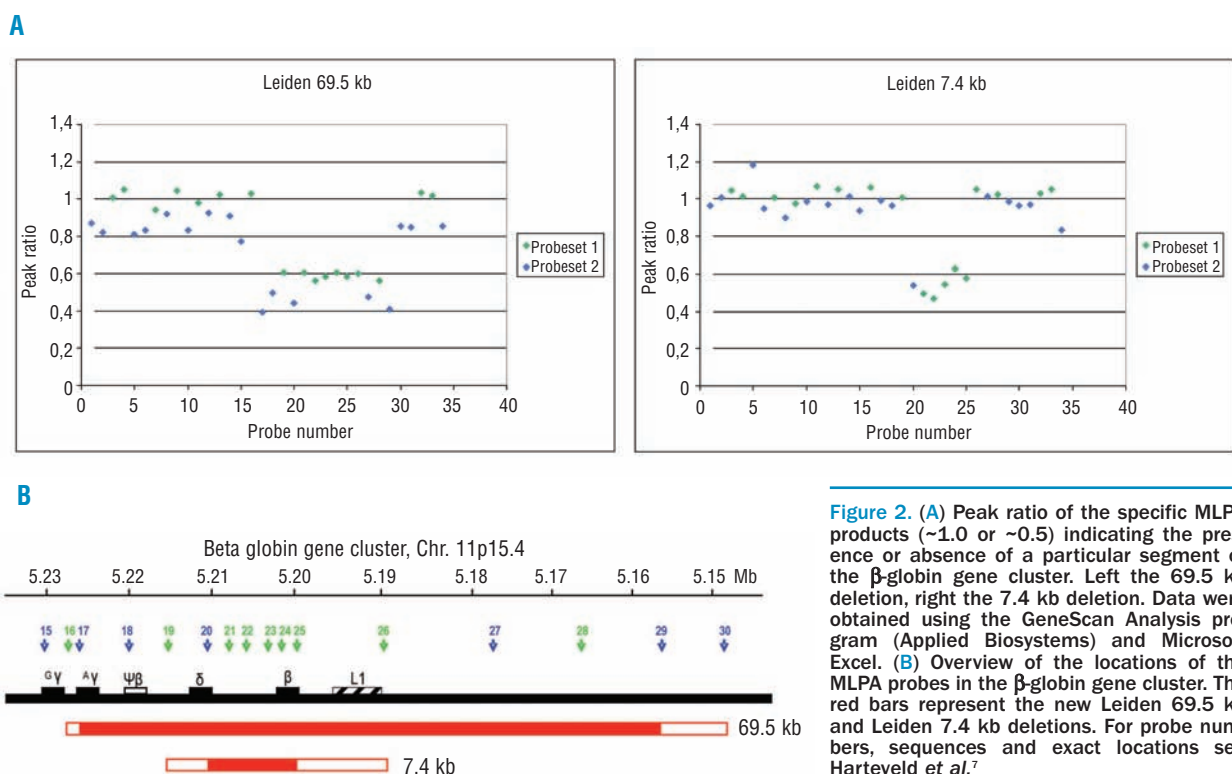 A
Leiden 69.5 kb
1,4
1,2
1
0,8
0,6
0,4
0,2
0
Peak ratio
0 5 10 15 20 25 30 35 40
Probe number
Probeset 1
Probeset 2
Leiden 7.4 kb
1,4
1,2
1
0,8
0,6
0,4
0,2
0
Peak ratio
0 5 10 15 20 25 30 35 40
Probe number
Probeset 1
Probeset 2
B
Beta globin gene cluster, Chr. 11p15.4
5.23 5.22 5.21 5.20 5.19 5.18 5.17 5.16 5.15 Mb
15 16 17 18 19 20 21 22 23 24 25 26 27 28 29 30
Gγ Aγ Ψβ δ β L1
69.5 kb
7.4 kb
Figure 2. (A) Peak ratio of the specific MLP
products (~1.0 or ~0.5) indicating the pres
ence or absence of a particular segment o
the β-globin gene cluster. Left the 69.5 k
deletion, right the 7.4 kb deletion. Data wer
obtained using the GeneScan Analysis pro
gram (Applied Biosystems) and Microso
Excel. (B) Overview of the locations of th
MLPA probes in the β-globin gene cluster. Th
red bars represent the new Leiden 69.5 k
and Leiden 7.4 kb deletions. For probe num
bers, sequences and exact locations se
Harteveld et al.7